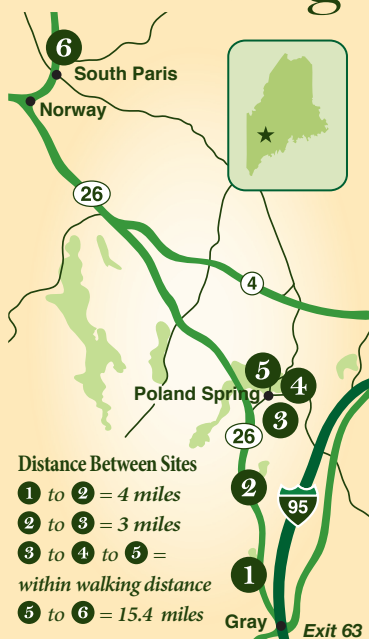 g
6
South Paris
Norway
26
4
5
4
Poland Spring
3
26
2
95
1
Gray
Exit 63
Distance Between Sites
1 to 2 = 4 miles
2 to 3 = 3 miles
3 to 4 to 5 =
within walking distance
5 to 6 = 15.4 miles